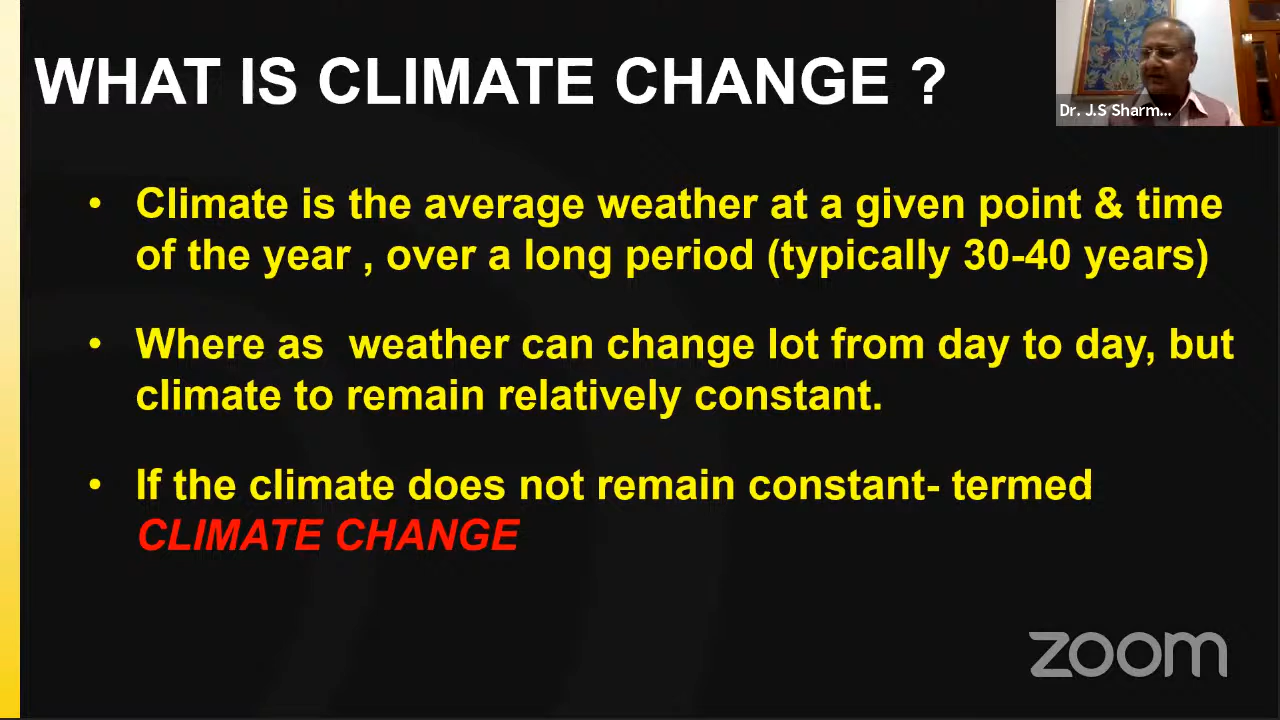 WHAT IS CLIMATE CHANGE ?
Dr. J.S Sharm...
• Climate is the average weather at a given point & time
of the year , over a long period (typically 30-40 years)
• Where as  weather can change lot from day to day, but
climate to remain relatively constant.
• If the climate does not remain constant- termed
CLIMATE CHANGE
zoom